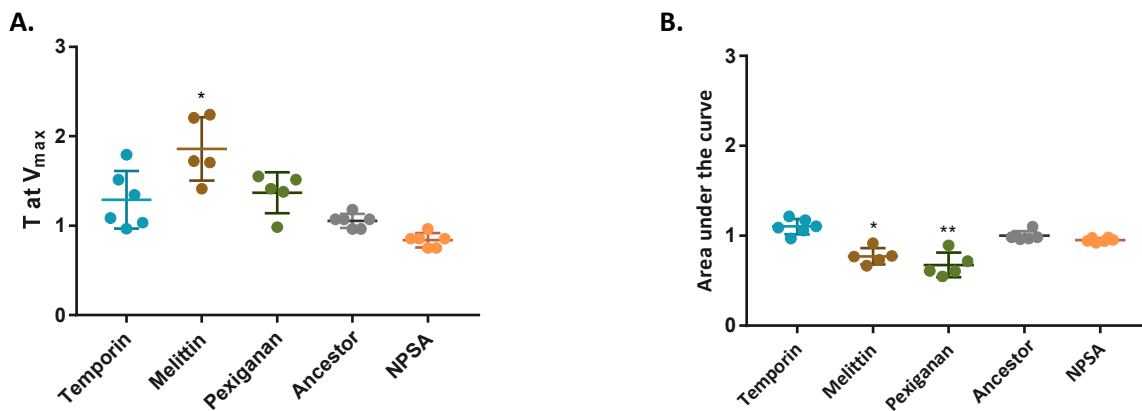 A.
T at Vmax
3
2
1
0
*
Temporin
Melittin
Pexiganan
Ancestor
NPSA
B.
Area under the curve
3
2
1
0
*
**
Temporin
Melittin
Pexiganan
Ancestor
NPSA